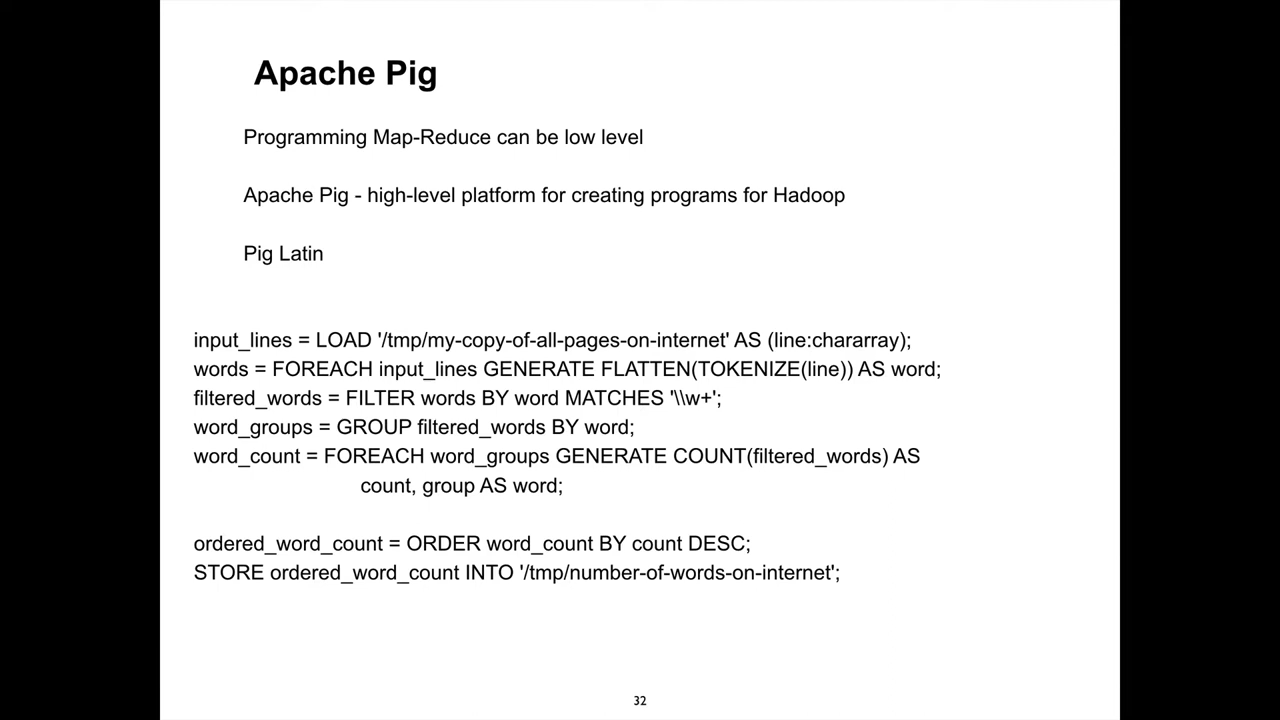 Apache Pig
Programming Map-Reduce can be low level
Apache Pig - high-level platform for creating programs for Hadoop
Pig Latin
input_lines = LOAD '/tmp/my-copy-of-all-pages-on-internet' AS (line:chararray);
words = FOREACH input_lines GENERATE FLATTEN(TOKENIZE(line)) AS word;
filtered_words = FILTER words BY word MATCHES '\\w+';
word_groups = GROUP filtered_words BY word;
word_count = FOREACH word_groups GENERATE COUNT(filtered_words) AS
count, group AS word;
ordered_word_count = ORDER word_count BY count DESC;
STORE ordered_word_count INTO '/tmp/number-of-words-on-internet';
32